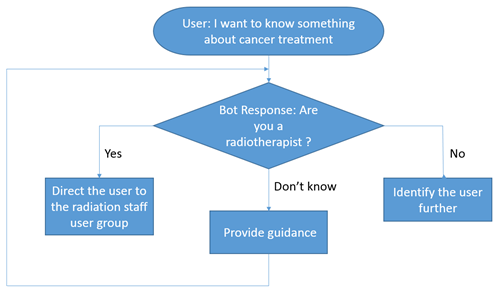 User: I want to know something
about cancer treatment
Bot Response: Are
you a
radiotherapist ?
Yes
No
Don't know
Direct the user to
the radiation staff
user group
Provide guidance
Identify the user
further